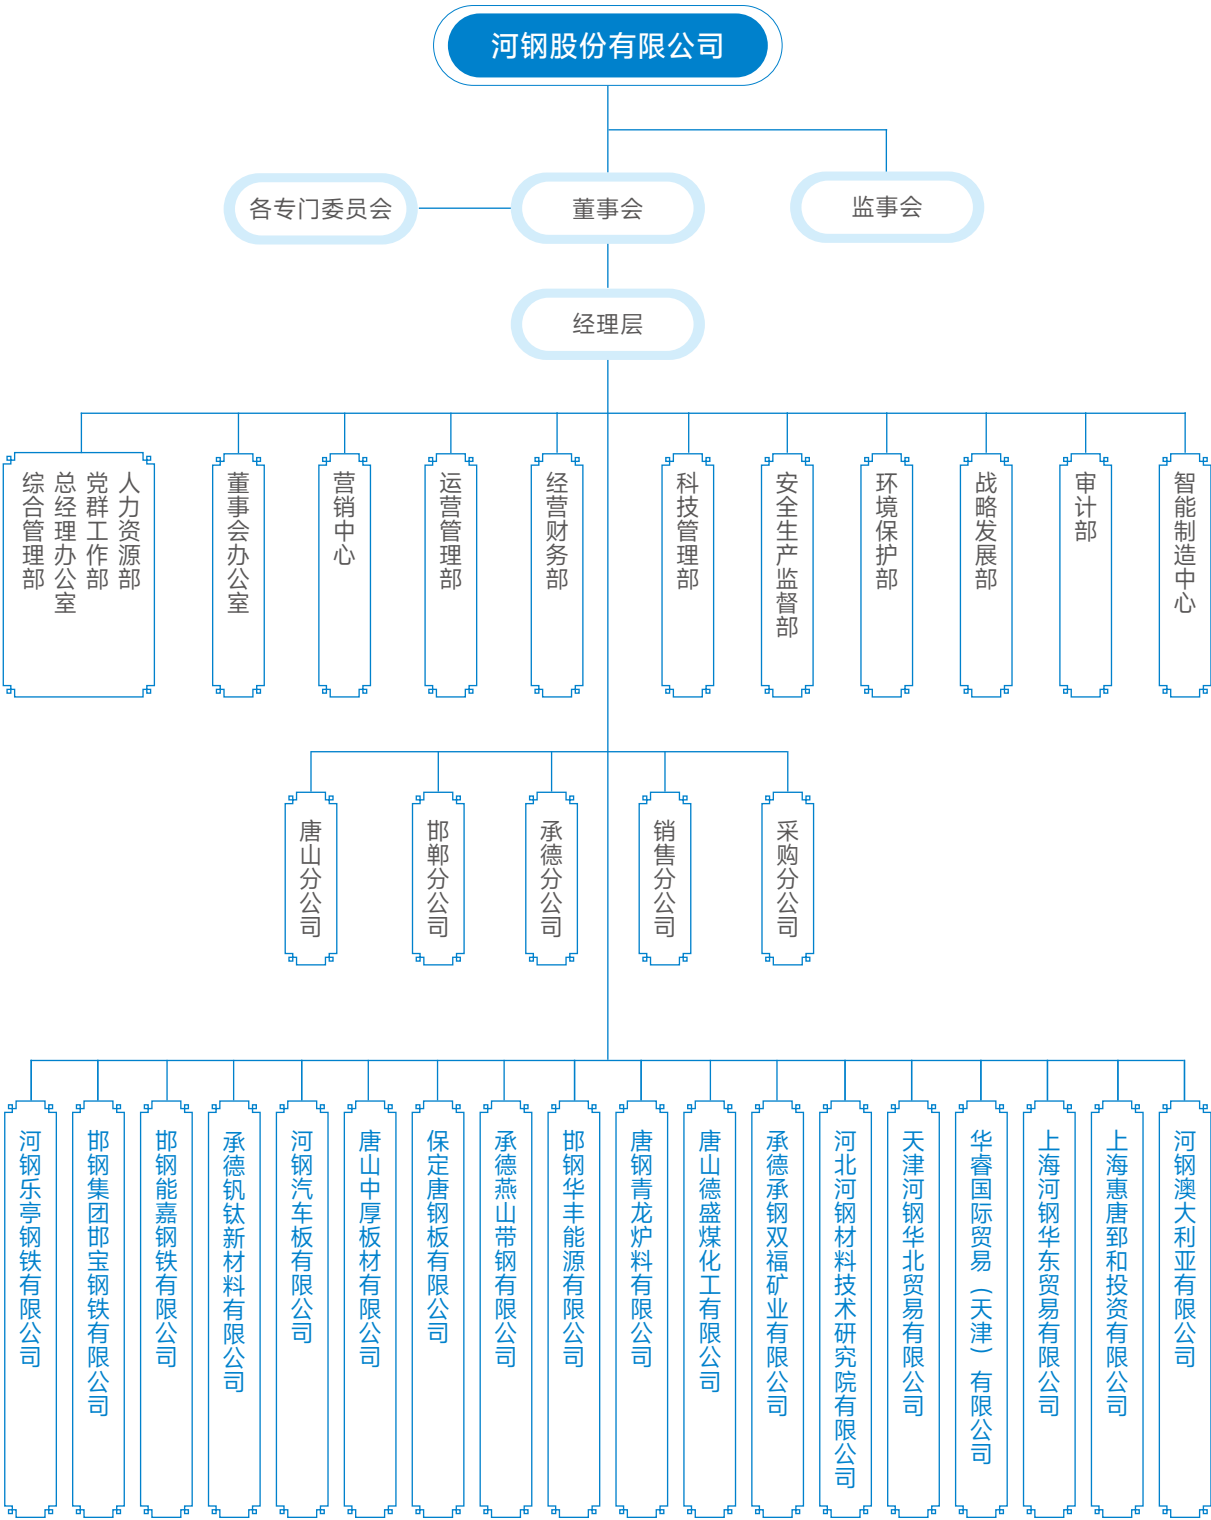 河钢股份有限公司
各专门委员会
董事会
监事会
经理层
综合管理部
总经理办公室
党群工作部
人力资源部
董事会办公室
营销中心
运营管理部
经营财务部
科技管理部
安全生产监督部
环境保护部
战略发展部
审计部
智能制造中心
唐山分公司
邯郸分公司
承德分公司
销售分公司
采购分公司
河钢乐亭钢铁有限公司
邯钢集团邯宝钢铁有限公司
邯钢能嘉钢铁有限公司
承德钒钛新材料有限公司
河钢汽车板有限公司
唐山中厚板材有限公司
保定唐钢板有限公司
承德燕山带钢有限公司
邯钢华丰能源有限公司
唐钢青龙炉料有限公司
唐山德盛煤化工有限公司
承德承钢双福矿业有限公司
河北河钢材料技术研究院有限公司
天津河钢华北贸易有限公司
华睿国际贸易（天津）有限公司
上海河钢华东贸易有限公司
上海惠唐郅和投资有限公司
河钢澳大利亚有限公司